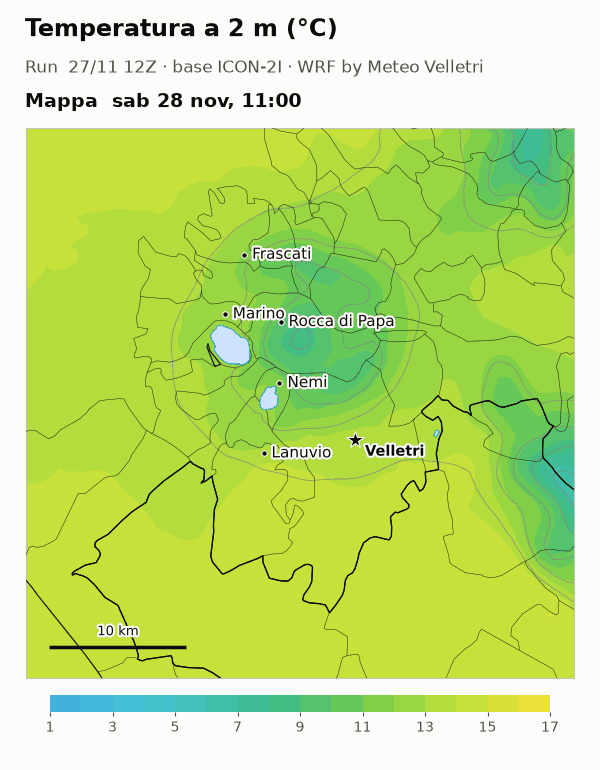 Temperatura a 2 m (°C)
Run  27/11 12Z · base ICON-2I · WRF by Meteo Velletri
Mappa  sab 28 nov, 11:00
Frascati
Marino
Rocca di Papa
Nemi
Velletri
Lanuvio
10 km
1 3 5 7 9 11 13 15 17